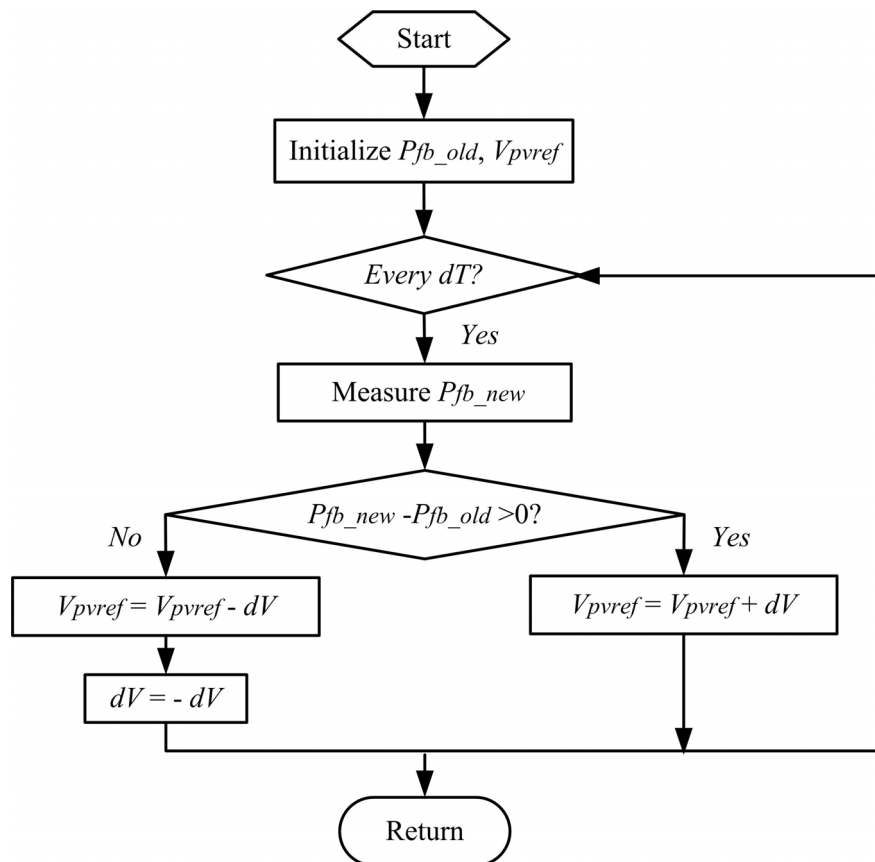 Start
Initialize Pfb_old, Vpvref
Every dT?
Yes
Measure Pfb_new
Pfb_new -Pfb_old >0?
No
Yes
Vpvref = Vpvref - dV
Vpvref = Vpvref + dV
dV = - dV
Return